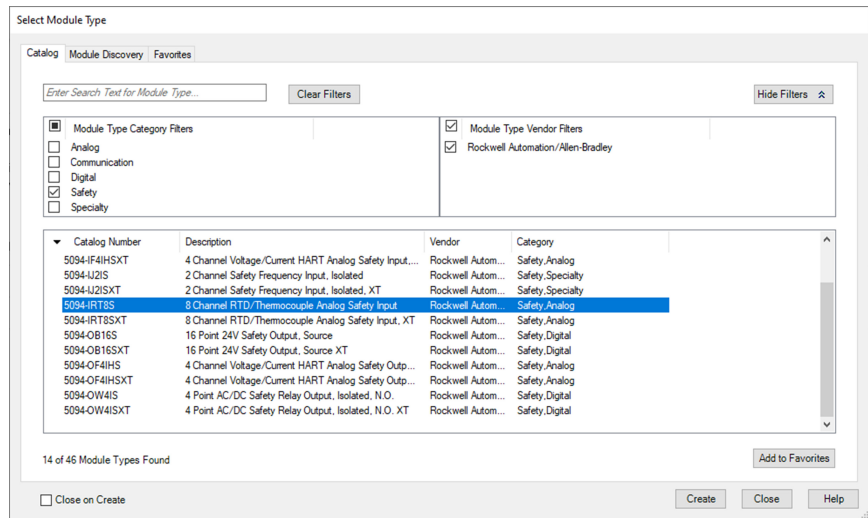 Select Module Type
Catalog Module Discovery Favorites
Enter Search Text for Module Type... Clear Filters Hide Filters
Module Type Category Filters Module Type Vendor Filters
Analog Rockwell Automation/Allen-Bradley
Communication
Digital
Safety
Specialty
Catalog Number Description Vendor Category
5094-IF4IHSXT 4 Channel Voltage/Current HART Analog Safety Input,... Rockwell Autom... Safety,Analog
5094-IJ2IS 2 Channel Safety Frequency Input, Isolated Rockwell Autom... Safety,Specialty
5094-IJ2ISXT 2 Channel Safety Frequency Input, Isolated, XT Rockwell Autom... Safety,Specialty
5094-IRT8S 8 Channel RTD/Thermocouple Analog Safety Input Rockwell Autom... Safety,Analog
5094-IRT8SXT 8 Channel RTD/Thermocouple Analog Safety Input, XT Rockwell Autom... Safety,Analog
5094-OB16S 16 Point 24V Safety Output, Source Rockwell Autom... Safety,Digital
5094-OB16SXT 16 Point 24V Safety Output, Source XT Rockwell Autom... Safety,Digital
5094-OF4IHS 4 Channel Voltage/Current HART Analog Safety Outp... Rockwell Autom... Safety,Analog
5094-OF4IHSXT 4 Channel Voltage/Current HART Analog Safety Outp... Rockwell Autom... Safety,Analog
5094-OW4IS 4 Point AC/DC Safety Relay Output, Isolated, N.O. Rockwell Autom... Safety,Digital
5094-OW4ISXT 4 Point AC/DC Safety Relay Output, Isolated, N.O. XT Rockwell Autom... Safety,Digital
14 of 46 Module Types Found Add to Favorites
Close on Create Create Close Help